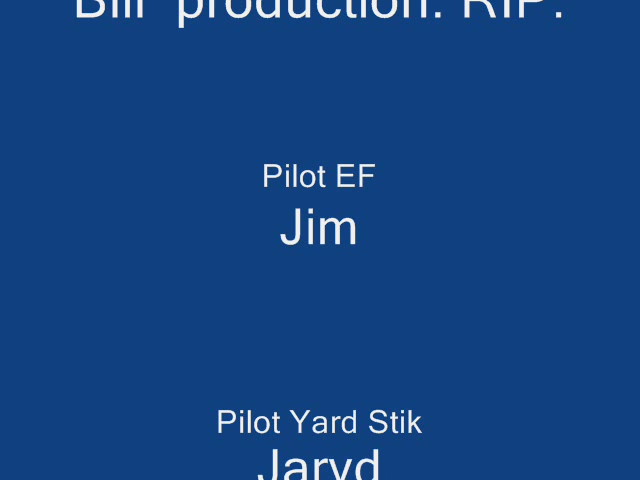 Bill production. RIP.
Pilot EF
Jim
Pilot Yard Stik
Jaryd